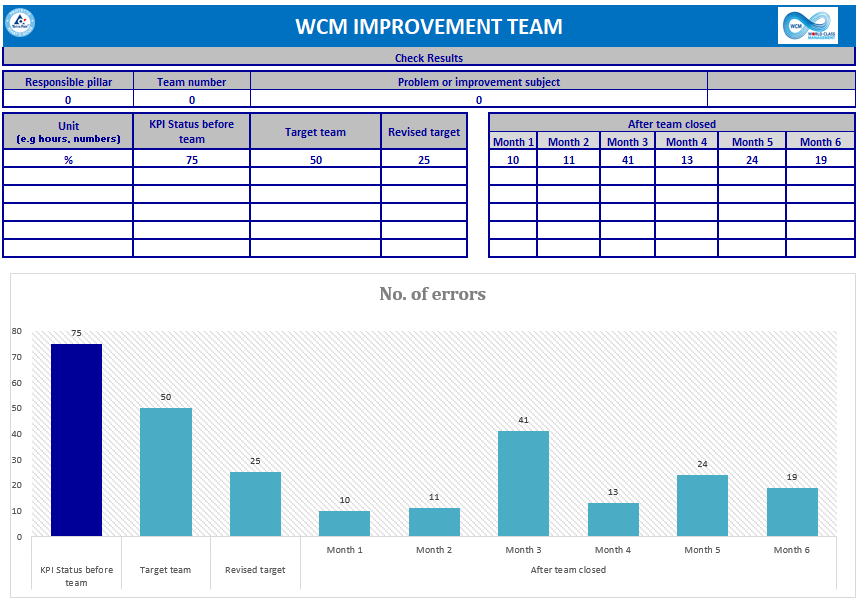 WCM IMPROVEMENT TEAM
WCM
WORLD CLASS
MANAGEMENT
Check Results
Responsible pillar Team number Problem or improvement subject
0 0 0
Unit
(e.g hours, numbers)
KPI Status before
team
Target team
Revised target
After team closed
Month 1 Month 2 Month 3 Month 4 Month 5 Month 6
% 75 50 25 10 11 41 13 24 19
No. of errors
80
70
60
50
40
30
20
10
0
75
50
25
10
11
41
13
24
19
Month 1 Month 2 Month 3 Month 4 Month 5 Month 6
KPI Status before
team
Target team
Revised target
After team closed